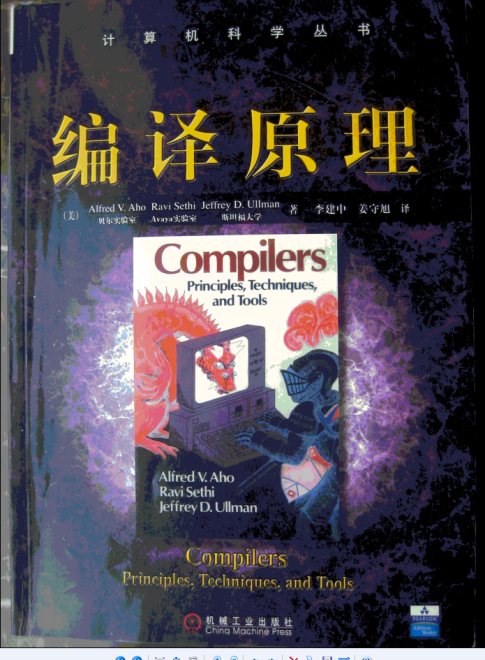 计算机科学丛书
编译原理
(美) Alfred V. Aho Ravi Sethi Jeffrey D. Ullman 著 李建中 姜守旭 译
贝尔实验室 Avaya实验室 斯坦福大学
Compilers
Principles, Techniques,
and Tools
Alfred V. Aho
Ravi Sethi
Jeffrey D. Ullman
Compilers
Principles, Techniques, and Tools
机械工业出版社
China Machine Press
PEARSON